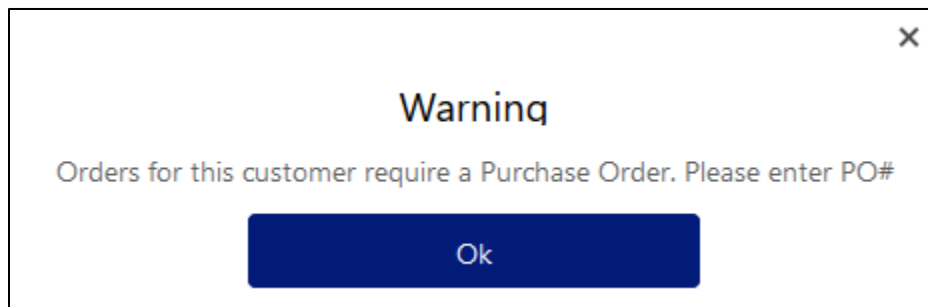 Warning
Orders for this customer require a Purchase Order. Please enter PO#
Ok